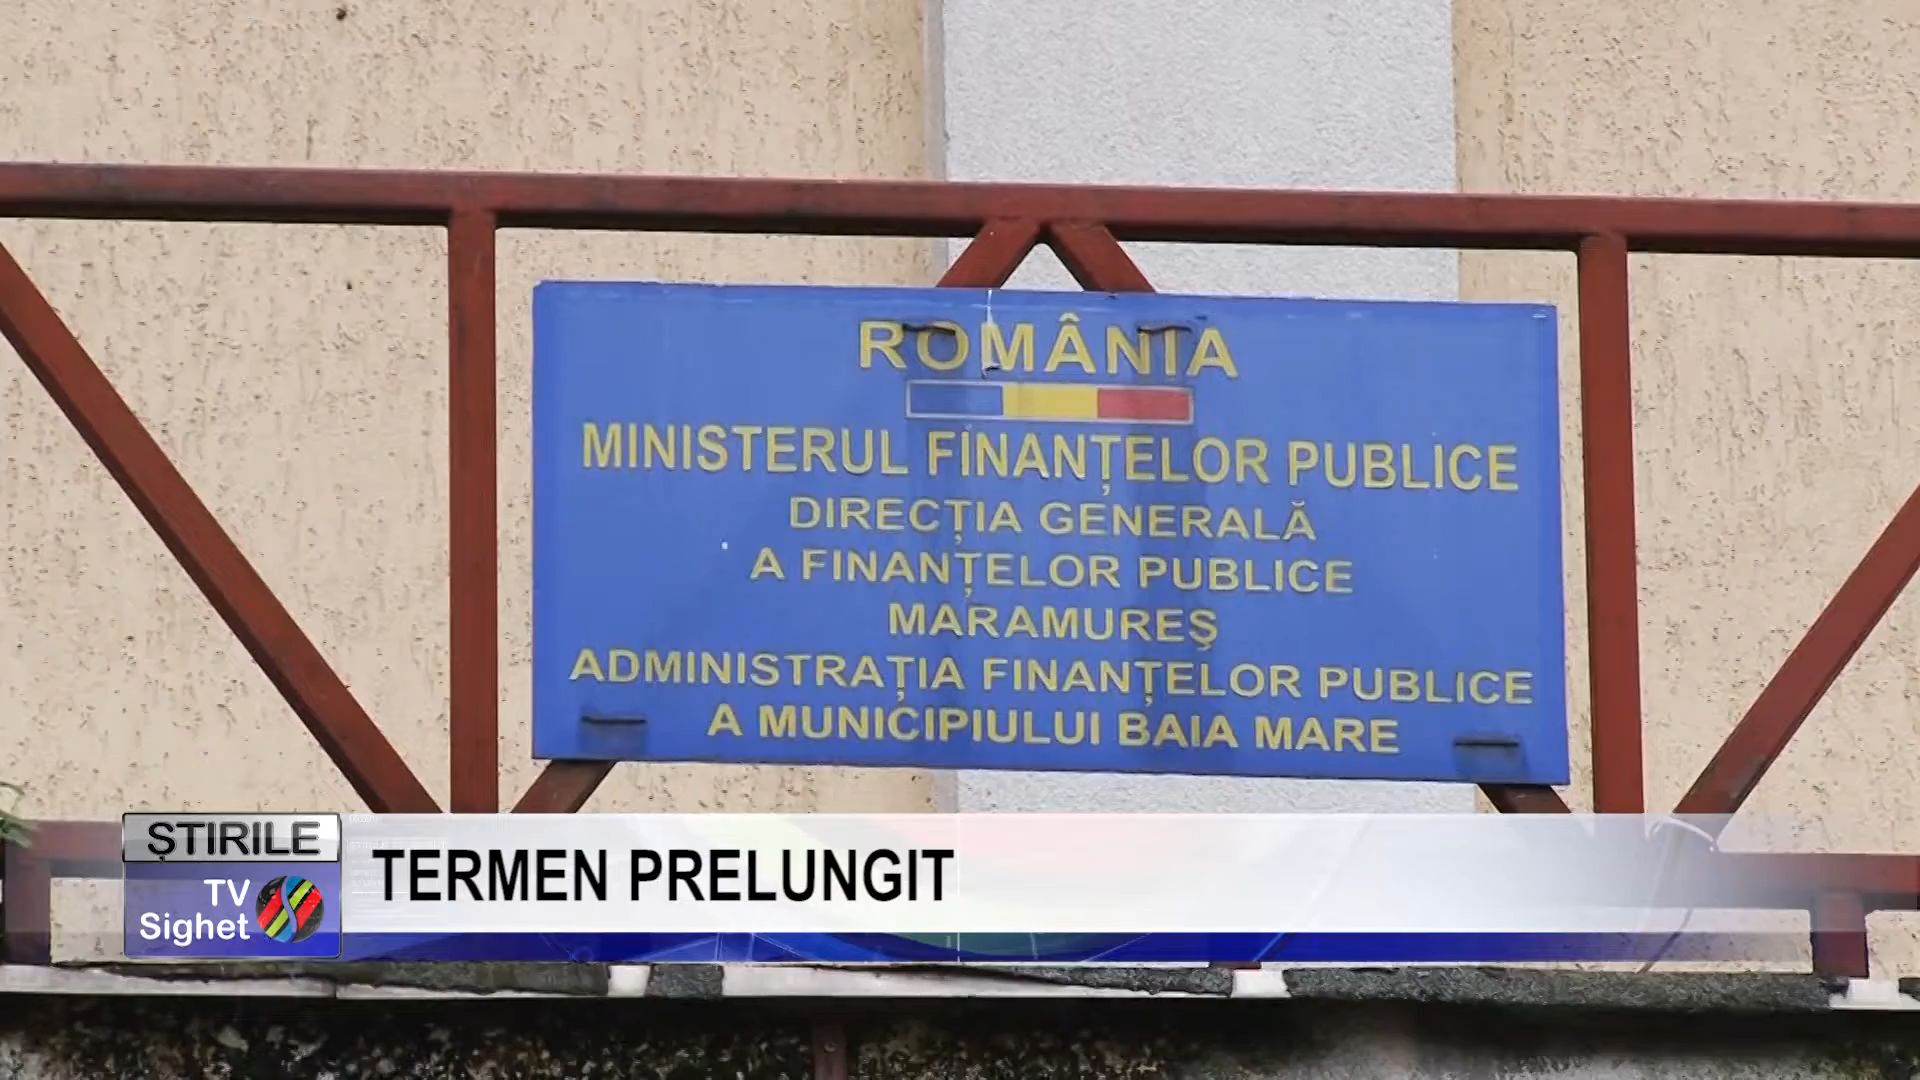 ROMÂNIA
MINISTERUL FINANȚELOR PUBLICE
DIRECȚIA GENERALĂ
A FINANȚELOR PUBLICE
MARAMUREŞ
ADMINISTRAȚIA FINANȚELOR PUBLICE
A MUNICIPIULUI BAIA MARE
ȘTIRILE
TV
Sighet
TERMEN PRELUNGIT